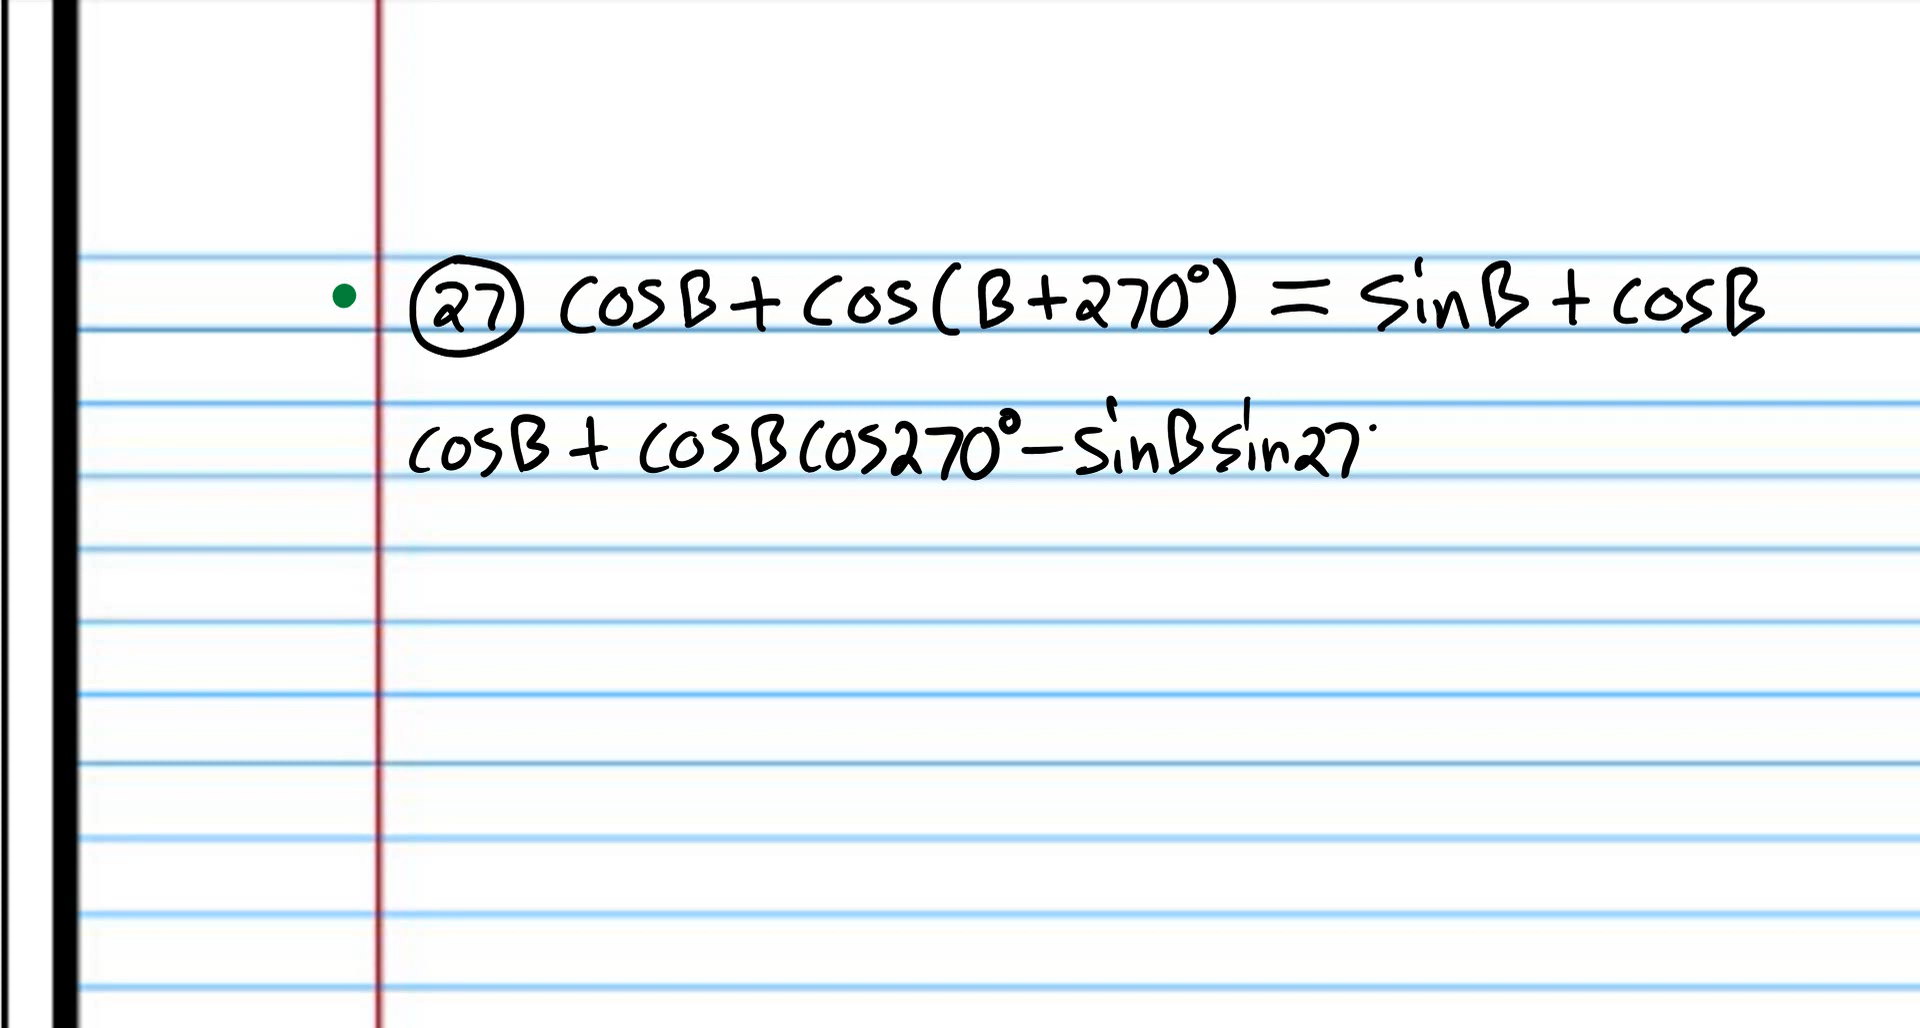 27 cosB + cos(B+270°) = sinB + cosB
cosB + cosBcos270° - sinBsin27